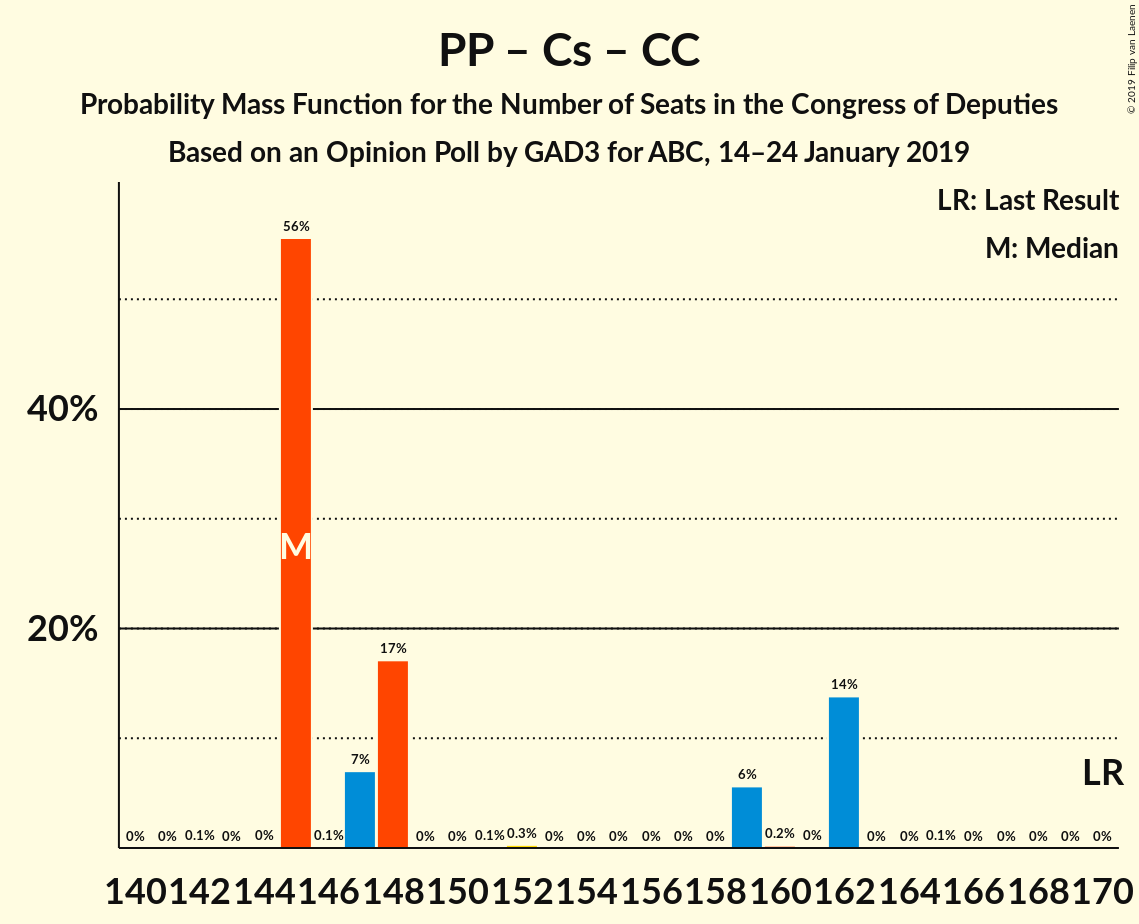 PP – Cs – CC
Probability Mass Function for the Number of Seats in the Congress of Deputies
Based on an Opinion Poll by GAD3 for ABC, 14–24 January 2019
© 2019 Filip van Laenen
LR: Last Result
M: Median
56%
40%
M
20%
17%
14%
7%
6%
LR
0% 0% 0.1% 0% 0% 0.1% 0% 0% 0.1% 0.3% 0% 0% 0% 0% 0% 0% 0.2% 0% 0% 0% 0.1% 0% 0% 0% 0% 0%
140 142 144 146 148 150 152 154 156 158 160 162 164 166 168 170